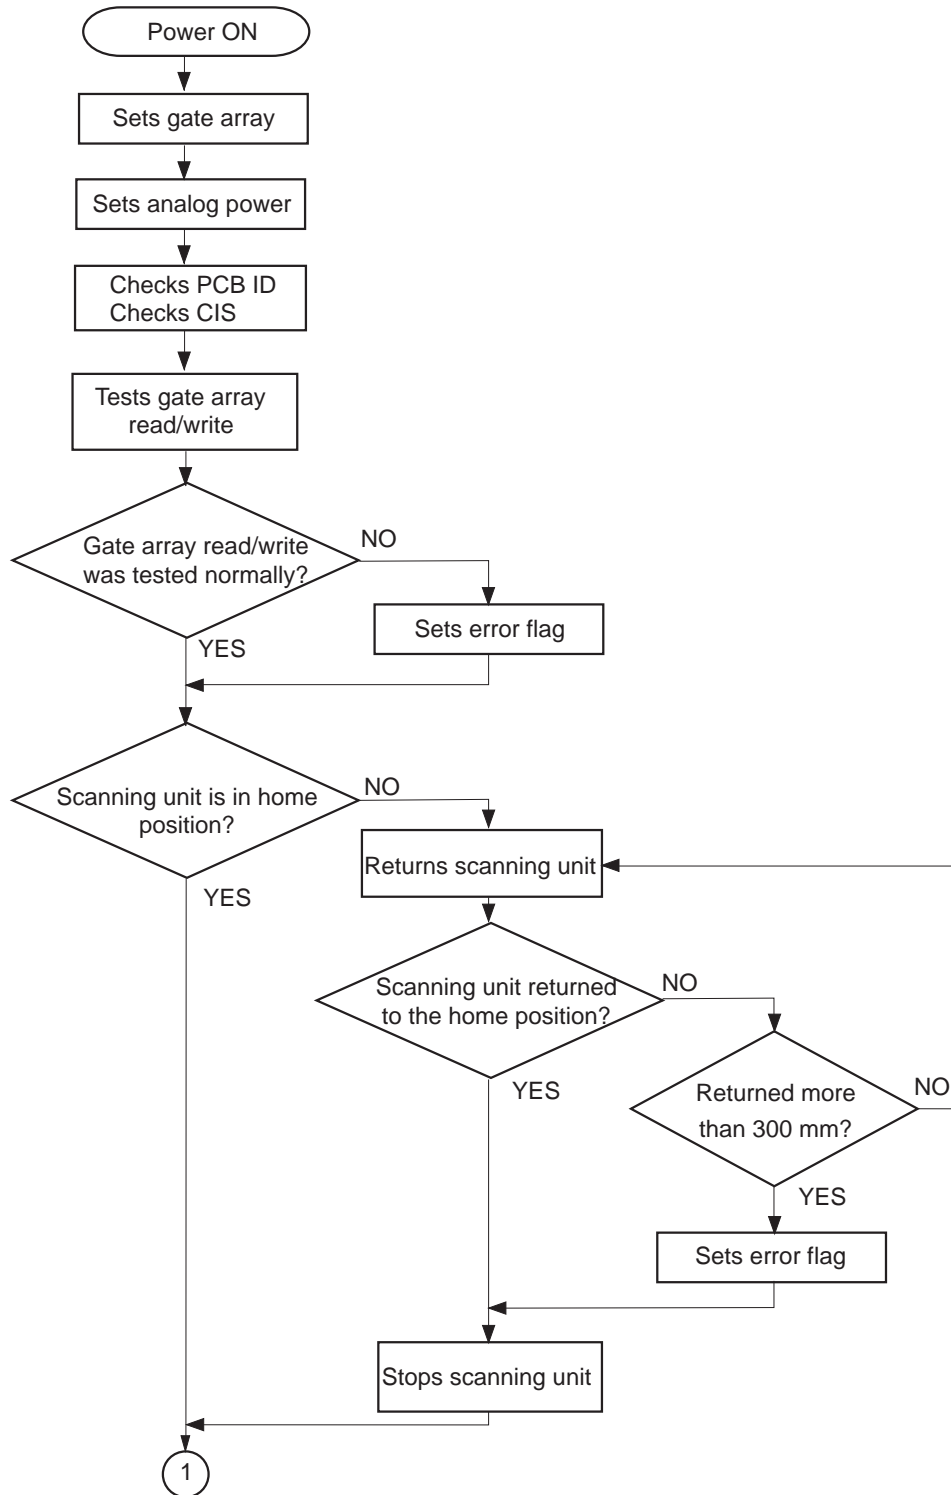 Power ON
Sets gate array
Sets analog power
Checks PCB ID
Checks CIS
Tests gate array
read/write
Gate array read/write
was tested normally?
NO
Sets error flag
YES
Scanning unit is in home
position?
NO
Returns scanning unit
YES
Scanning unit returned
to the home position?
NO
YES
Returned more
than 300 mm?
NO
YES
Sets error flag
Stops scanning unit
1